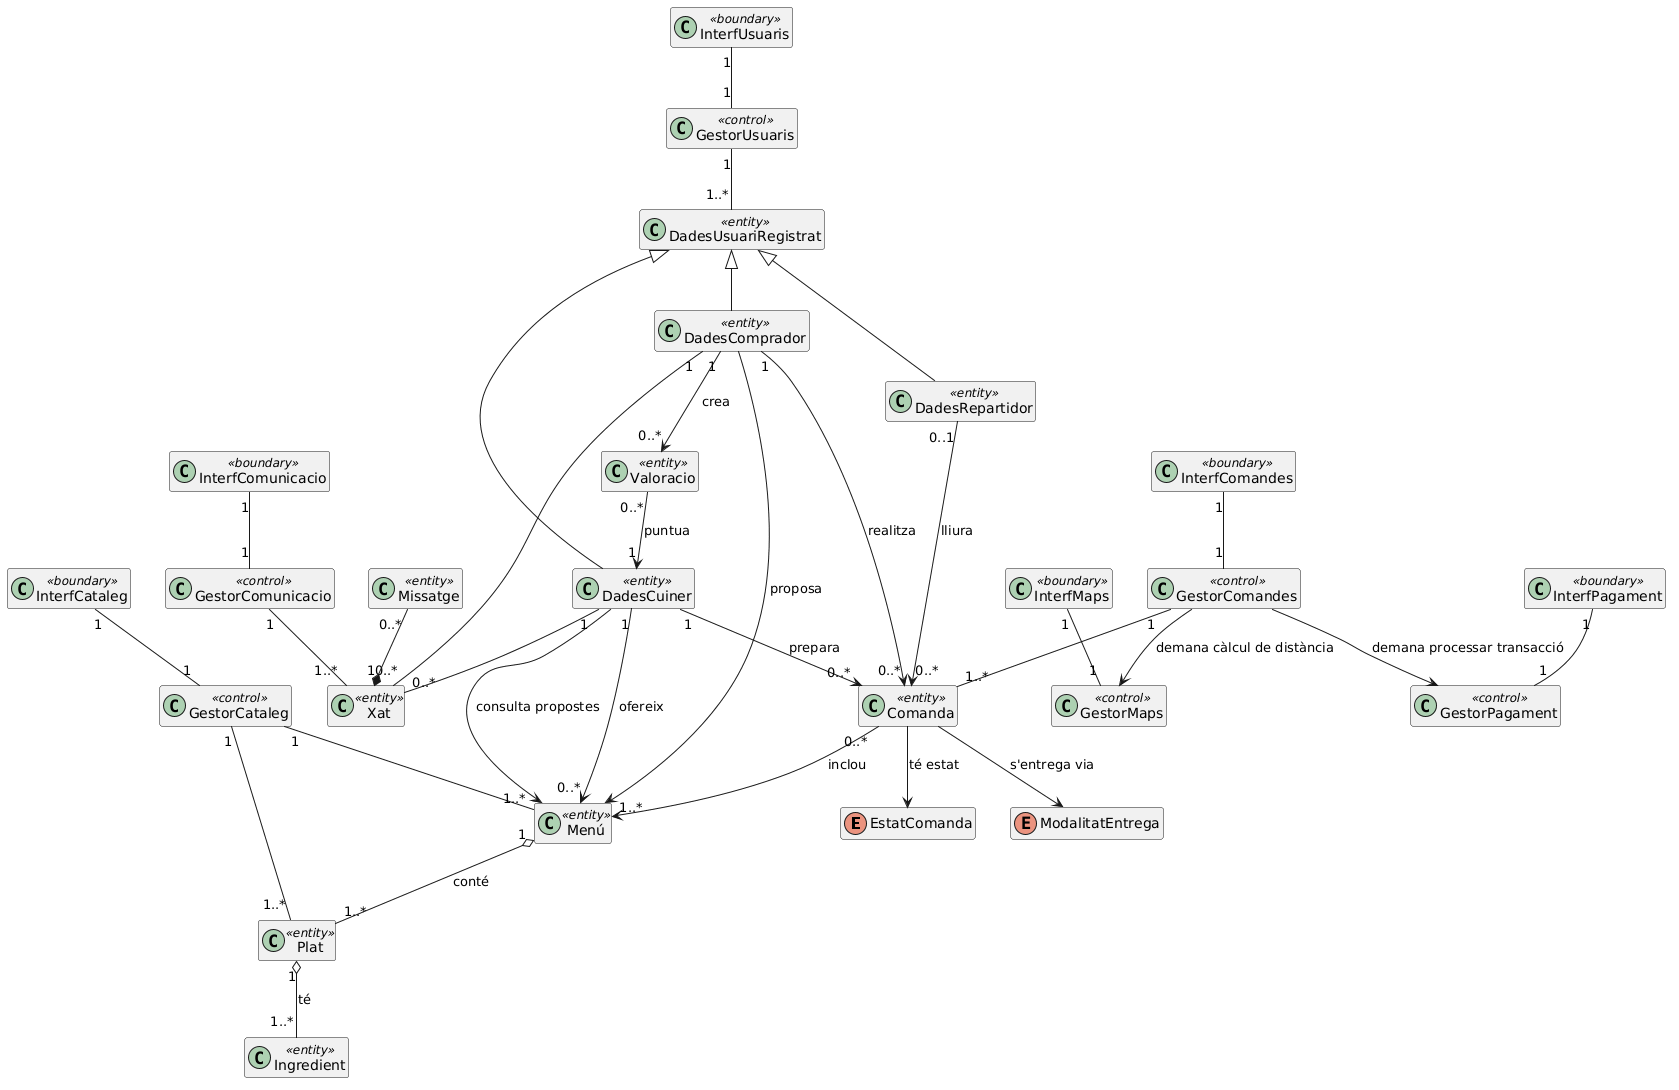 «boundary»
InterfUsuaris
1
1
«control»
GestorUsuaris
1
1..*
«entity»
DadesUsuariRegistrat
«entity»
DadesComprador
1
1
1
crea
«entity»
DadesRepartidor
0..*
0..1
«boundary»
InterfComunicacio
«entity»
Valoracio
«boundary»
InterfComandes
1
0..*
1
puntua
realitza
lliura
1
1
1
«boundary»
InterfCataleg
«control»
GestorComunicacio
«entity»
Missatge
«entity»
DadesCuiner
proposa
«boundary»
InterfMaps
«control»
GestorComandes
«boundary»
InterfPagament
1
1
0..*
1
1
1
1
1
1
prepara
demana càlcul de distància
demana processar transacció
1
1..*
1
0..*
0..*
0..*
0..*
0..*
1..*
1
1
«control»
GestorCataleg
«entity»
Xat
consulta propostes
ofereix
«entity»
Comanda
«control»
GestorMaps
«control»
GestorPagament
1
1
0..*
inclou
té estat
s'entrega via
1..*
0..*
1..*
«entity»
Menú
EstatComanda
ModalitatEntrega
1
conté
1..*
1..*
«entity»
Plat
1
té
1..*
«entity»
Ingredient